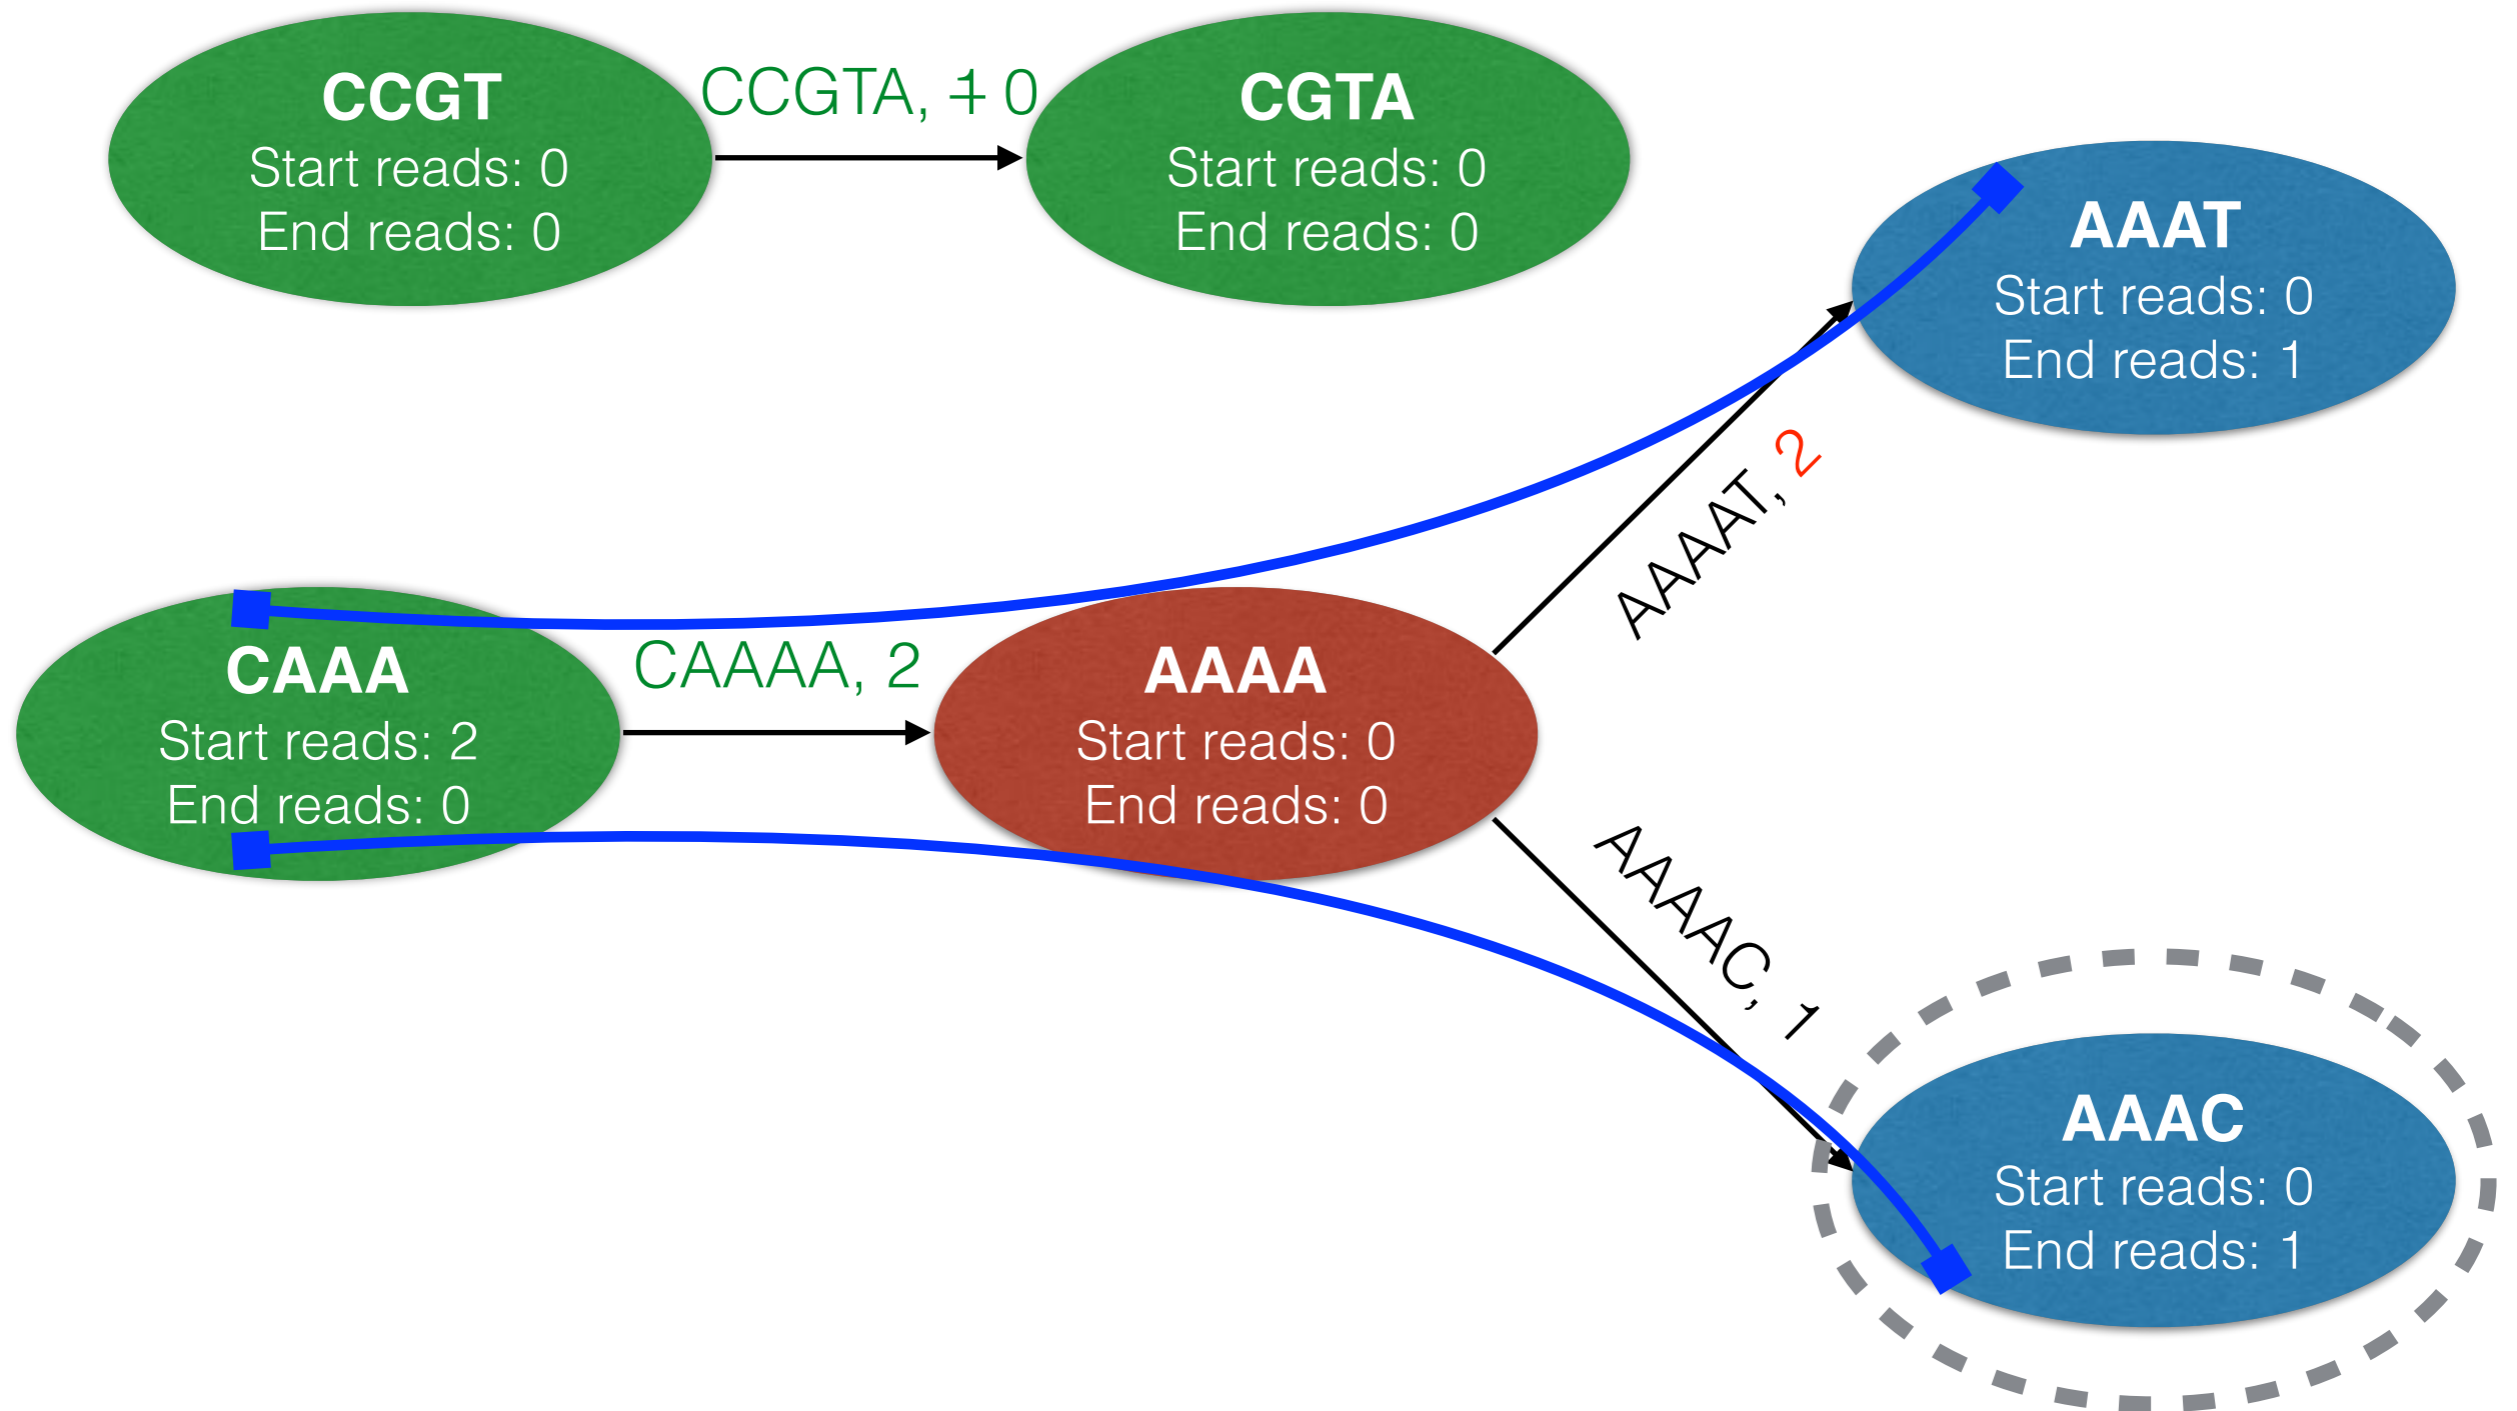 CCGT
Start reads: 0
End reads: 0
CCGTA, 1 0
CGTA
Start reads: 0
End reads: 0
AAAT
Start reads: 0
End reads: 1
AAAAT, 2
CAAA
Start reads: 2
End reads: 0
CAAAA, 2
AAAA
Start reads: 0
End reads: 0
AAAAC, 1
AAAC
Start reads: 0
End reads: 1